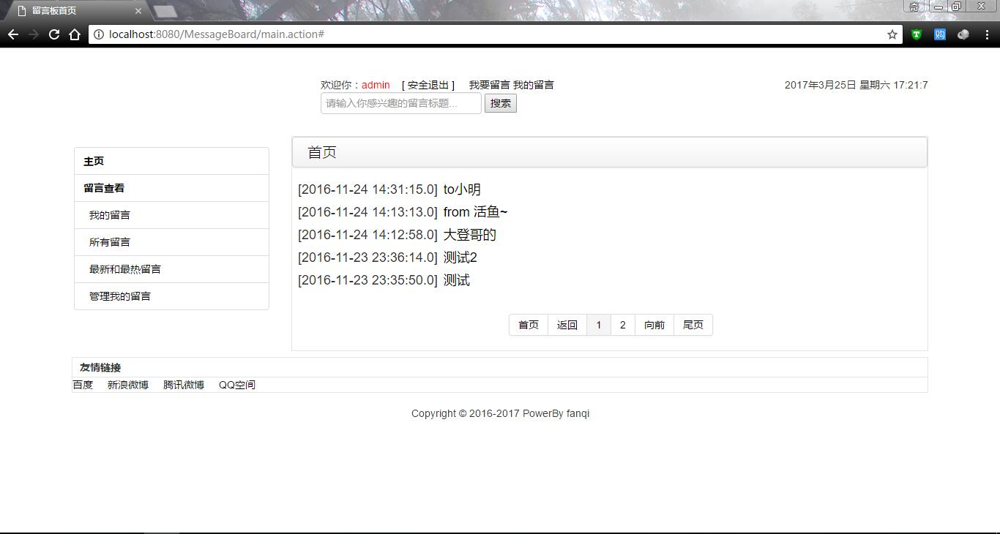 留言板首页
奇
localhost:8080/MessageBoard/main.action#
T 购
欢迎你：admin [ 安全退出 ] 我要留言 我的留言 2017年3月25日 星期六 17:21:7
请输入你感兴趣的留言标题... 搜索
主页
留言查看
我的留言
所有留言
最新和最热留言
管理我的留言
首页
[2016-11-24 14:31:15.0] to小明
[2016-11-24 14:13:13.0] from 活鱼~
[2016-11-24 14:12:58.0] 大登哥的
[2016-11-23 23:36:14.0] 测试2
[2016-11-23 23:35:50.0] 测试
首页 返回 1 2 向前 尾页
友情链接
百度 新浪微博 腾讯微博 QQ空间
Copyright © 2016-2017 PowerBy fanqi